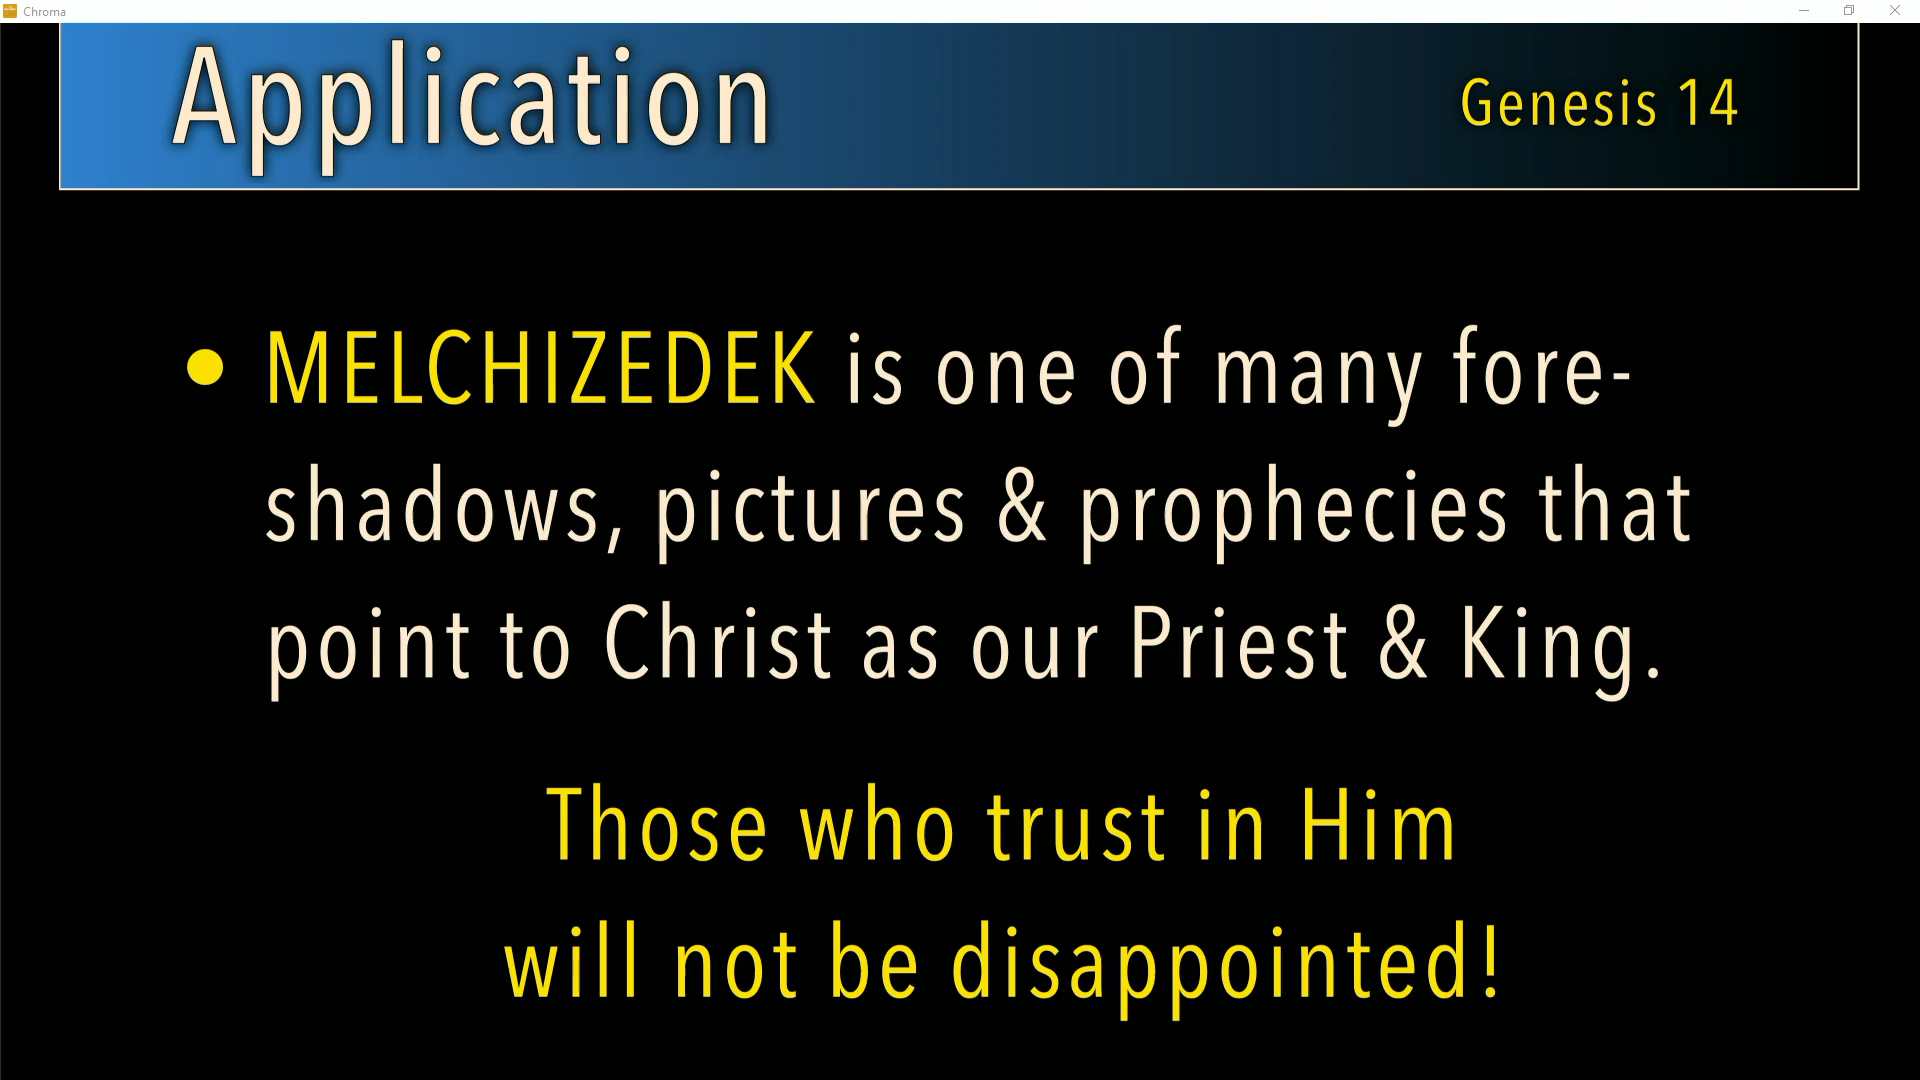 Chroma
Application
Genesis 14
• MELCHIZEDEK is one of many fore-
shadows, pictures & prophecies that
point to Christ as our Priest & King.
Those who trust in Him
will not be disappointed!